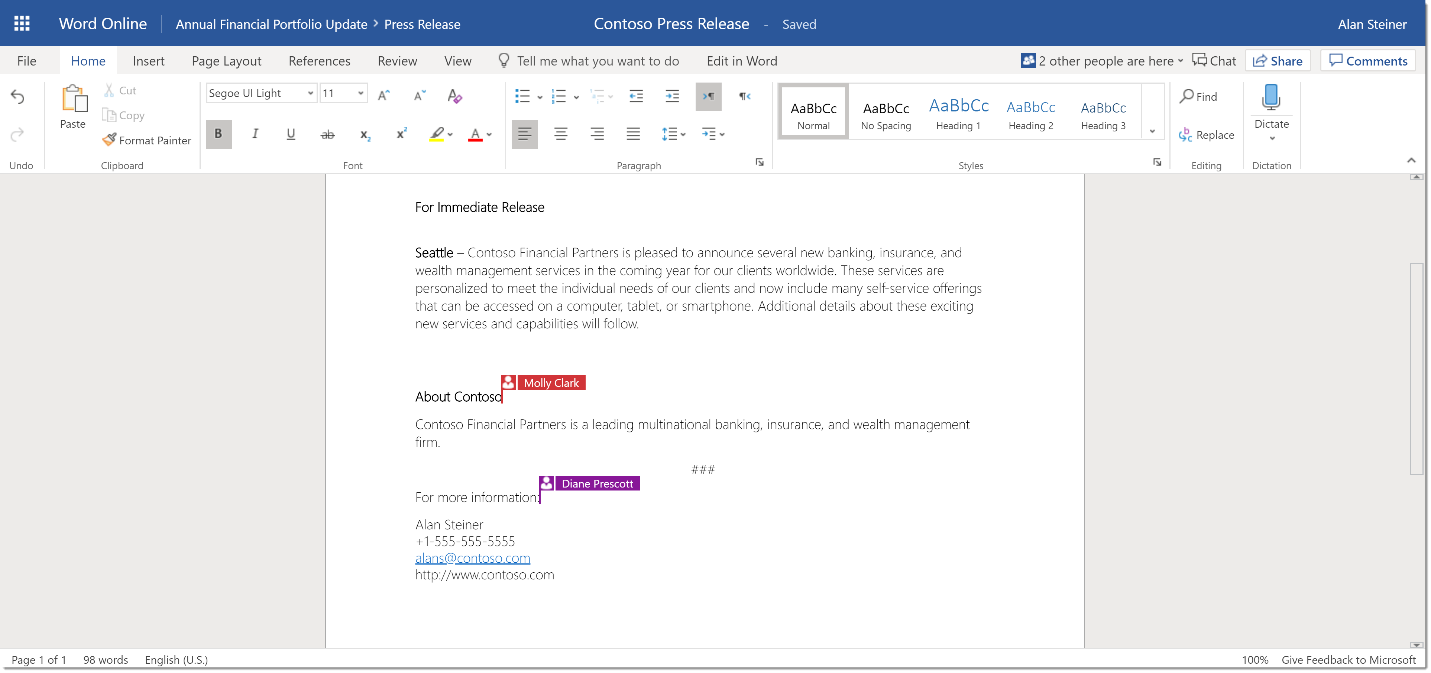 Word Online Annual Financial Portfolio Update > Press Release Contoso Press Release - Saved Alan Steiner
File Home Insert Page Layout References Review View Tell me what you want to do Edit in Word 2 other people are here Chat Share Comments
Paste
Cut
Copy
Format Painter
Segoe UI Light 11 A A A
B I U ab x₂ x² A
AaBbCc Normal
AaBbCc No Spacing
AaBbCc Heading 1
AaBbCc Heading 2
AaBbCc Heading 3
Find
Replace
Dictate
Undo Clipboard Font Paragraph Styles Editing Dictation
For Immediate Release
Seattle – Contoso Financial Partners is pleased to announce several new banking, insurance, and
wealth management services in the coming year for our clients worldwide. These services are
personalized to meet the individual needs of our clients and now include many self-service offerings
that can be accessed on a computer, tablet, or smartphone. Additional details about these exciting
new services and capabilities will follow.
Molly Clark
About Contoso
Contoso Financial Partners is a leading multinational banking, insurance, and wealth management
firm.
###
Diane Prescott
For more information:
Alan Steiner
+1-555-555-5555
alans@contoso.com
http://www.contoso.com
Page 1 of 1 98 words English (U.S.) 100% Give Feedback to Microsoft